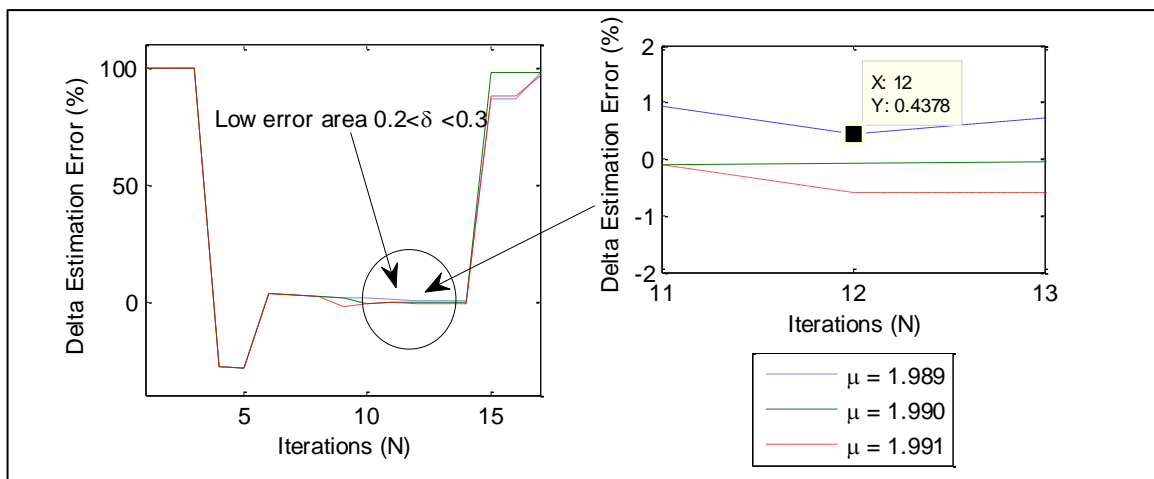 Delta Estimation Error (%)
100
50
0
5
10
15
Iterations (N)
Low error area 0.2<δ <0.3
Delta Estimation Error (%)
2
1
0
-1
-2
11
12
13
Iterations (N)
X: 12
Y: 0.4378
μ = 1.989
μ = 1.990
μ = 1.991